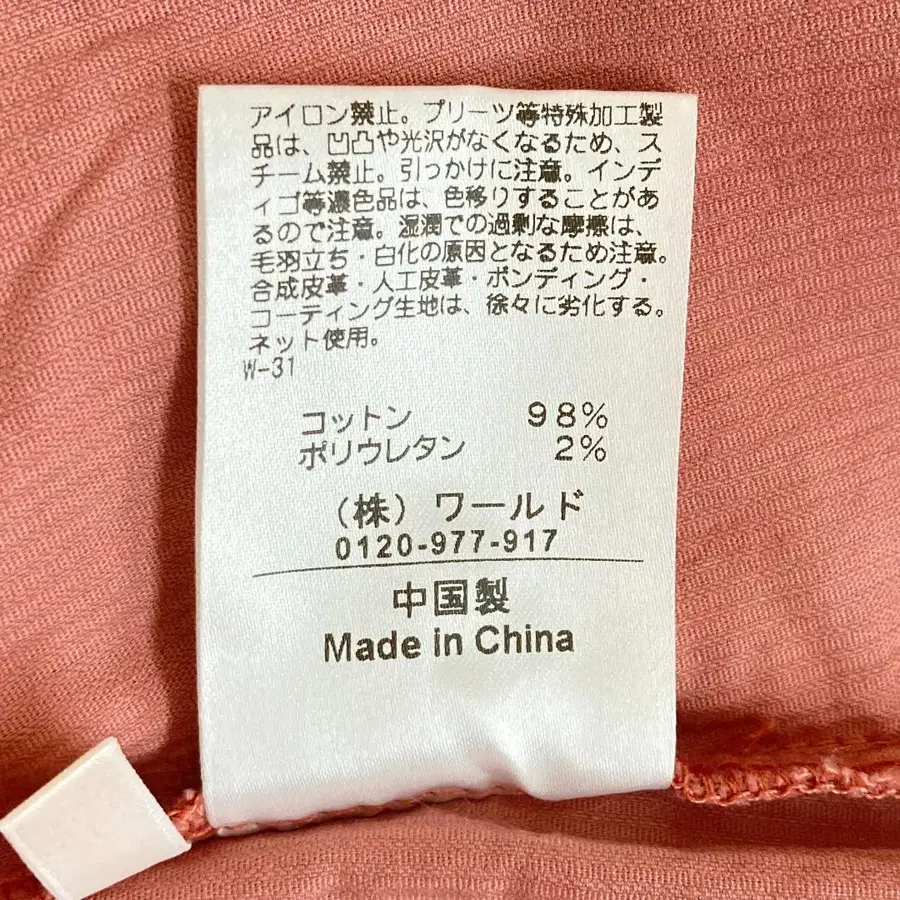 アイロン禁止。プリーツ等特殊加工製
品は、凹凸や光沢がなくなるため、ス
チーム禁止。引っかけに注意。インデ
ィゴ等濃色品は、色移りすることがあ
るので注意。湿潤での過剰な摩擦は、
毛羽立ち・白化の原因となるため注意。
合成皮革・人工皮革・ボンディング・
コーティング生地は、徐々に劣化する。
ネット使用。
W-31
コットン 98%
ポリウレタン 2%
(株)ワールド
0120-977-917
中国製
Made in China